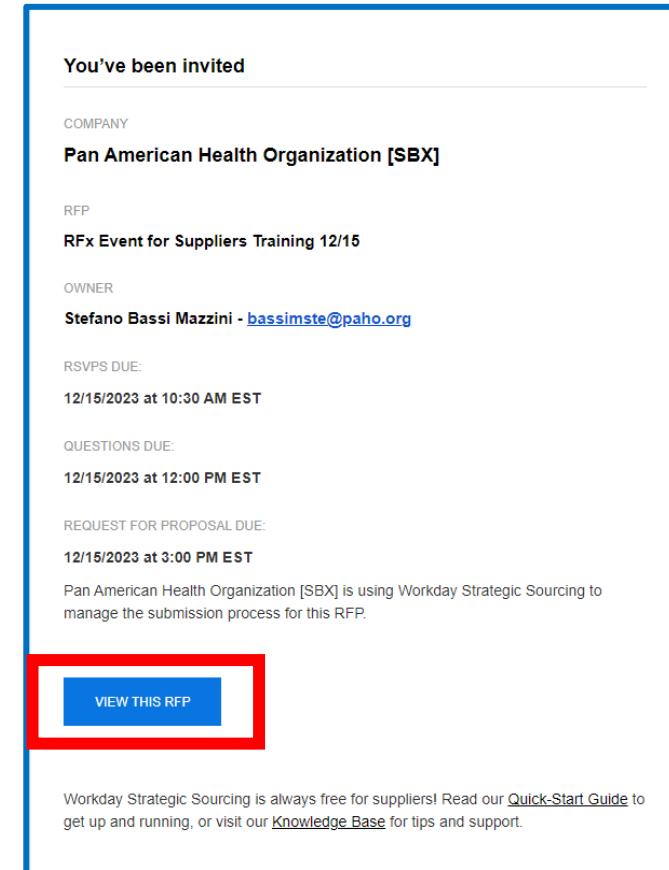 You've been invited
COMPANY
Pan American Health Organization [SBX]
RFP
RFx Event for Suppliers Training 12/15
OWNER
Stefano Bassi Mazzini - bassimste@paho.org
RSVPS DUE:
12/15/2023 at 10:30 AM EST
QUESTIONS DUE:
12/15/2023 at 12:00 PM EST
REQUEST FOR PROPOSAL DUE:
12/15/2023 at 3:00 PM EST
Pan American Health Organization [SBX] is using Workday Strategic Sourcing to
manage the submission process for this RFP.
VIEW THIS RFP
Workday Strategic Sourcing is always free for suppliers! Read our Quick-Start Guide to
get up and running, or visit our Knowledge Base for tips and support.